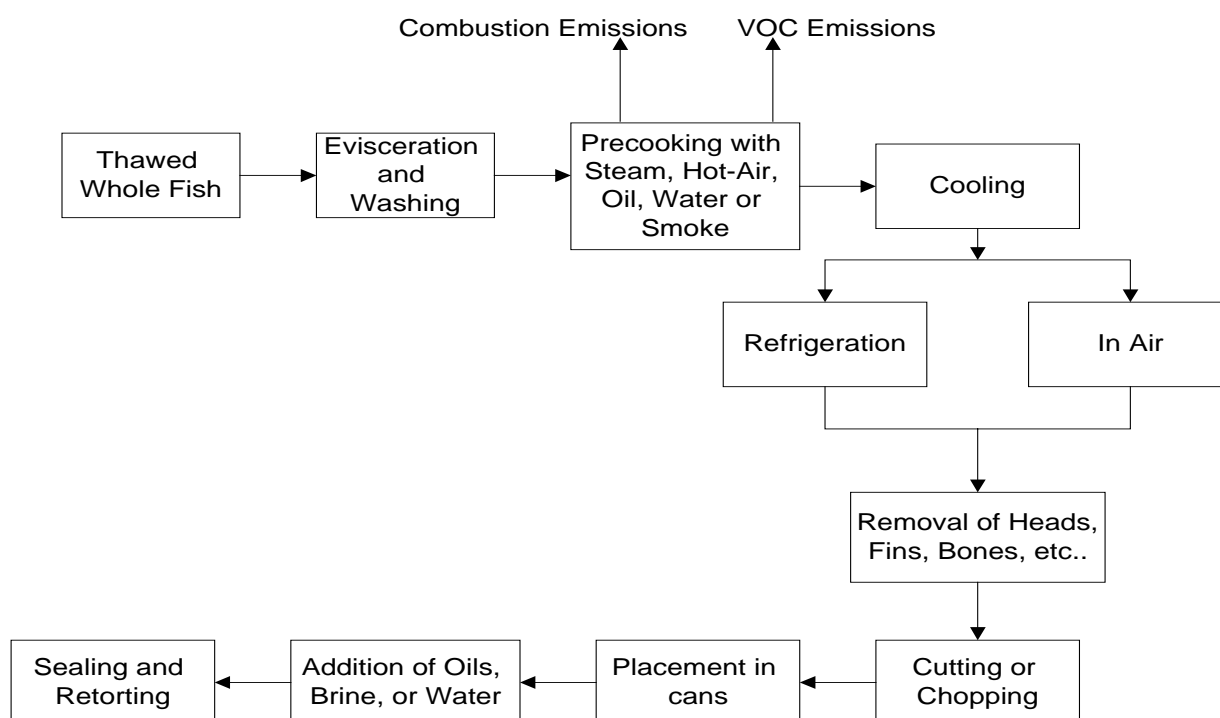 Combustion Emissions
VOC Emissions
Thawed
Whole Fish
Evisceration
and
Washing
Precooking with
Steam, Hot-Air,
Oil, Water or
Smoke
Cooling
Refrigeration
In Air
Removal of Heads,
Fins, Bones, etc..
Cutting or
Chopping
Placement in
cans
Addition of Oils,
Brine, or Water
Sealing and
Retorting